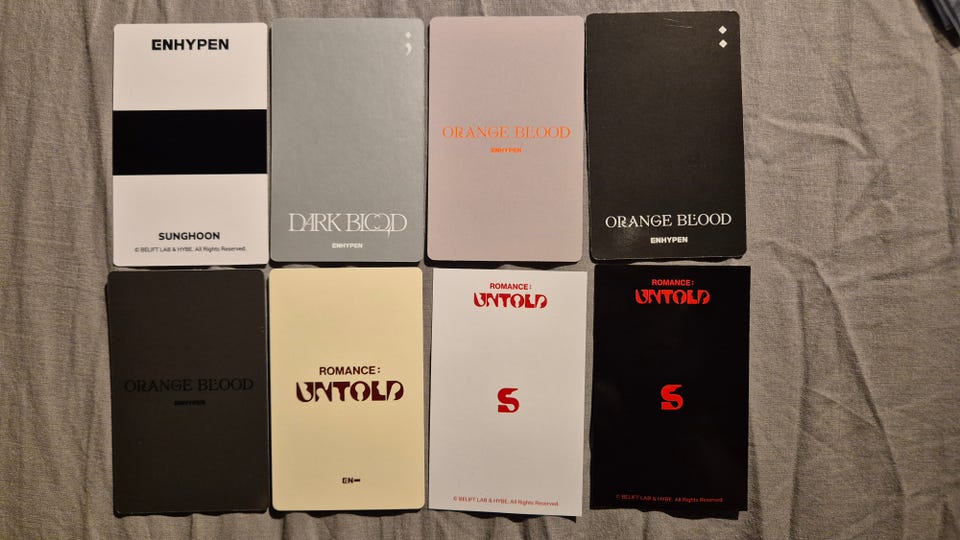 ENHYPEN
SUNGHOON
© BELIFT LAB & HYBE. All Rights Reserved.
DARK BLOOD
ENHYPEN
ORANGE BLOOD
ENHYPEN
ORANGE BLOOD
ENHYPEN
ORANGE BLOOD
ENHYPEN
ROMANCE:
UNTOLD
EN-
ROMANCE:
UNTOLD
S
© BELIFT LAB & HYBE. All Rights Reserved.
ROMANCE:
UNTOLD
S
© BELIFT LAB & HYBE. All Rights Reserved.